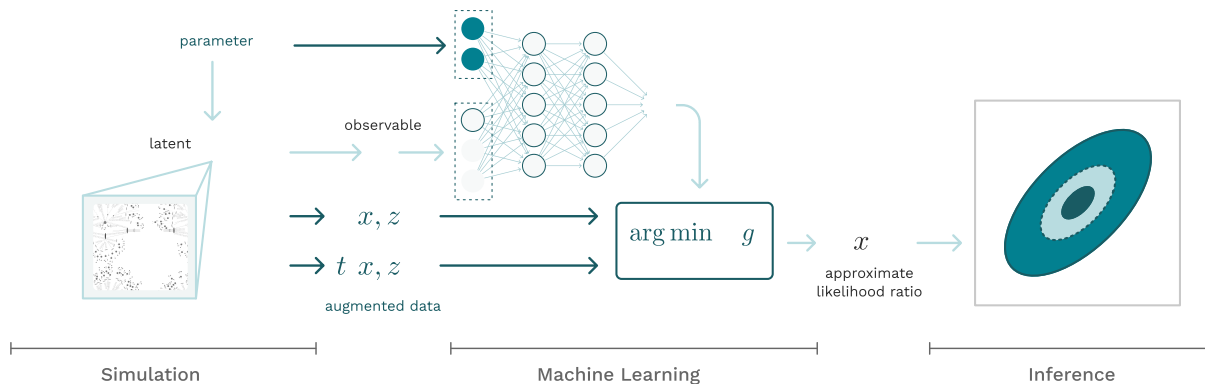 parameter
latent
observable
x, z
t x, z
augmented data
arg min g
x
approximate
likelihood ratio
Simulation
Machine Learning
Inference